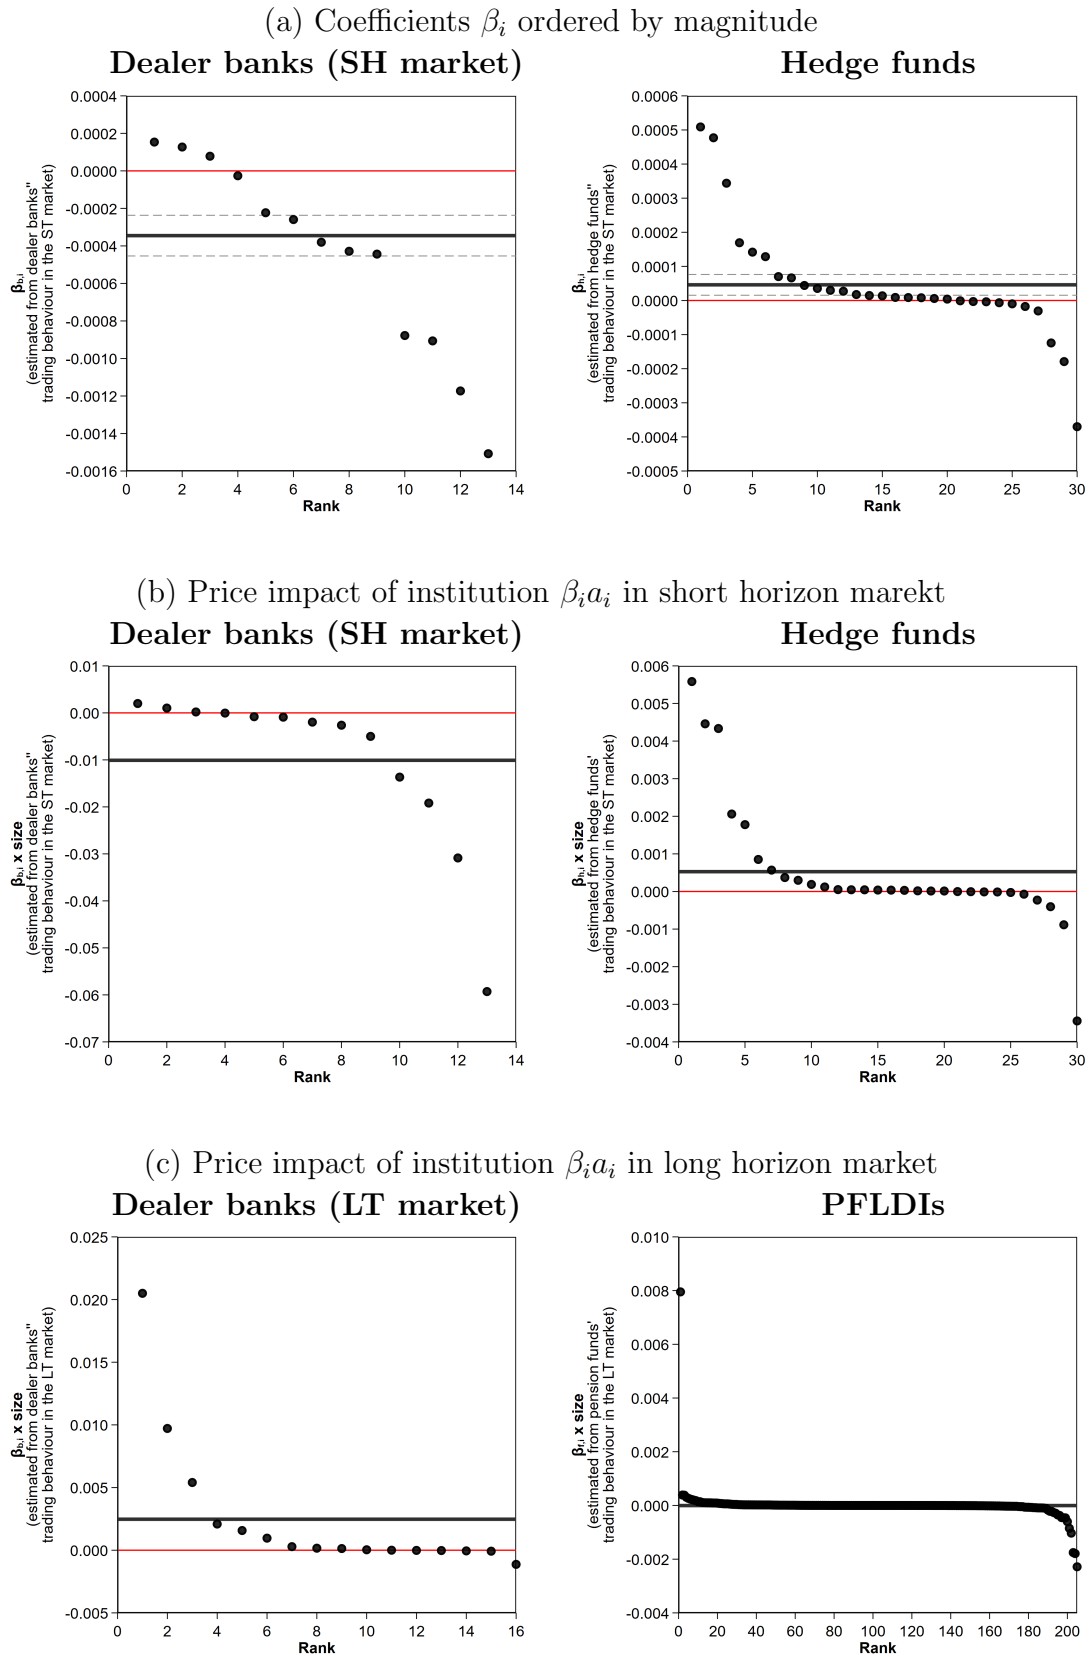 (a) Coefficients βᵢ ordered by magnitude
Dealer banks (SH market)
Hedge funds
β_b,i
(estimated from dealer banks"
trading behaviour in the ST market)
0.0004
0.0002
0.0000
-0.0002
-0.0004
-0.0006
-0.0008
-0.0010
-0.0012
-0.0014
-0.0016
0 2 4 6 8 10 12 14
Rank
β_h,i
(estimated from hedge funds"
trading behaviour in the ST market)
0.0006
0.0005
0.0004
0.0003
0.0002
0.0001
0.0000
-0.0001
-0.0002
-0.0003
-0.0004
-0.0005
0 5 10 15 20 25 30
Rank
(b) Price impact of institution βᵢaᵢ in short horizon marekt
Dealer banks (SH market)
Hedge funds
β_b,i x size
(estimated from dealer banks"
trading behaviour in the ST market)
0.01
0.00
-0.01
-0.02
-0.03
-0.04
-0.05
-0.06
-0.07
0 2 4 6 8 10 12 14
Rank
β_h,i x size
(estimated from hedge funds'
trading behaviour in the ST market)
0.006
0.005
0.004
0.003
0.002
0.001
0.000
-0.001
-0.002
-0.003
-0.004
0 5 10 15 20 25 30
Rank
(c) Price impact of institution βᵢaᵢ in long horizon market
Dealer banks (LT market)
PFLDIs
β_b,i x size
(estimated from dealer banks"
trading behaviour in the LT market)
0.025
0.020
0.015
0.010
0.005
0.000
-0.005
0 2 4 6 8 10 12 14 16
Rank
β_f,i x size
(estimated from pension funds'
trading behaviour in the LT market)
0.010
0.008
0.006
0.004
0.002
0.000
-0.002
-0.004
0 20 40 60 80 100 120 140 160 180 200
Rank